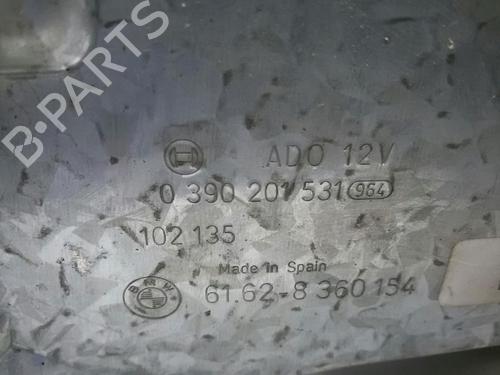 B-PARTS
ADO 12V
0 390 201 531 964
102 135
Made in Spain
BMW
61.62-8 360 154